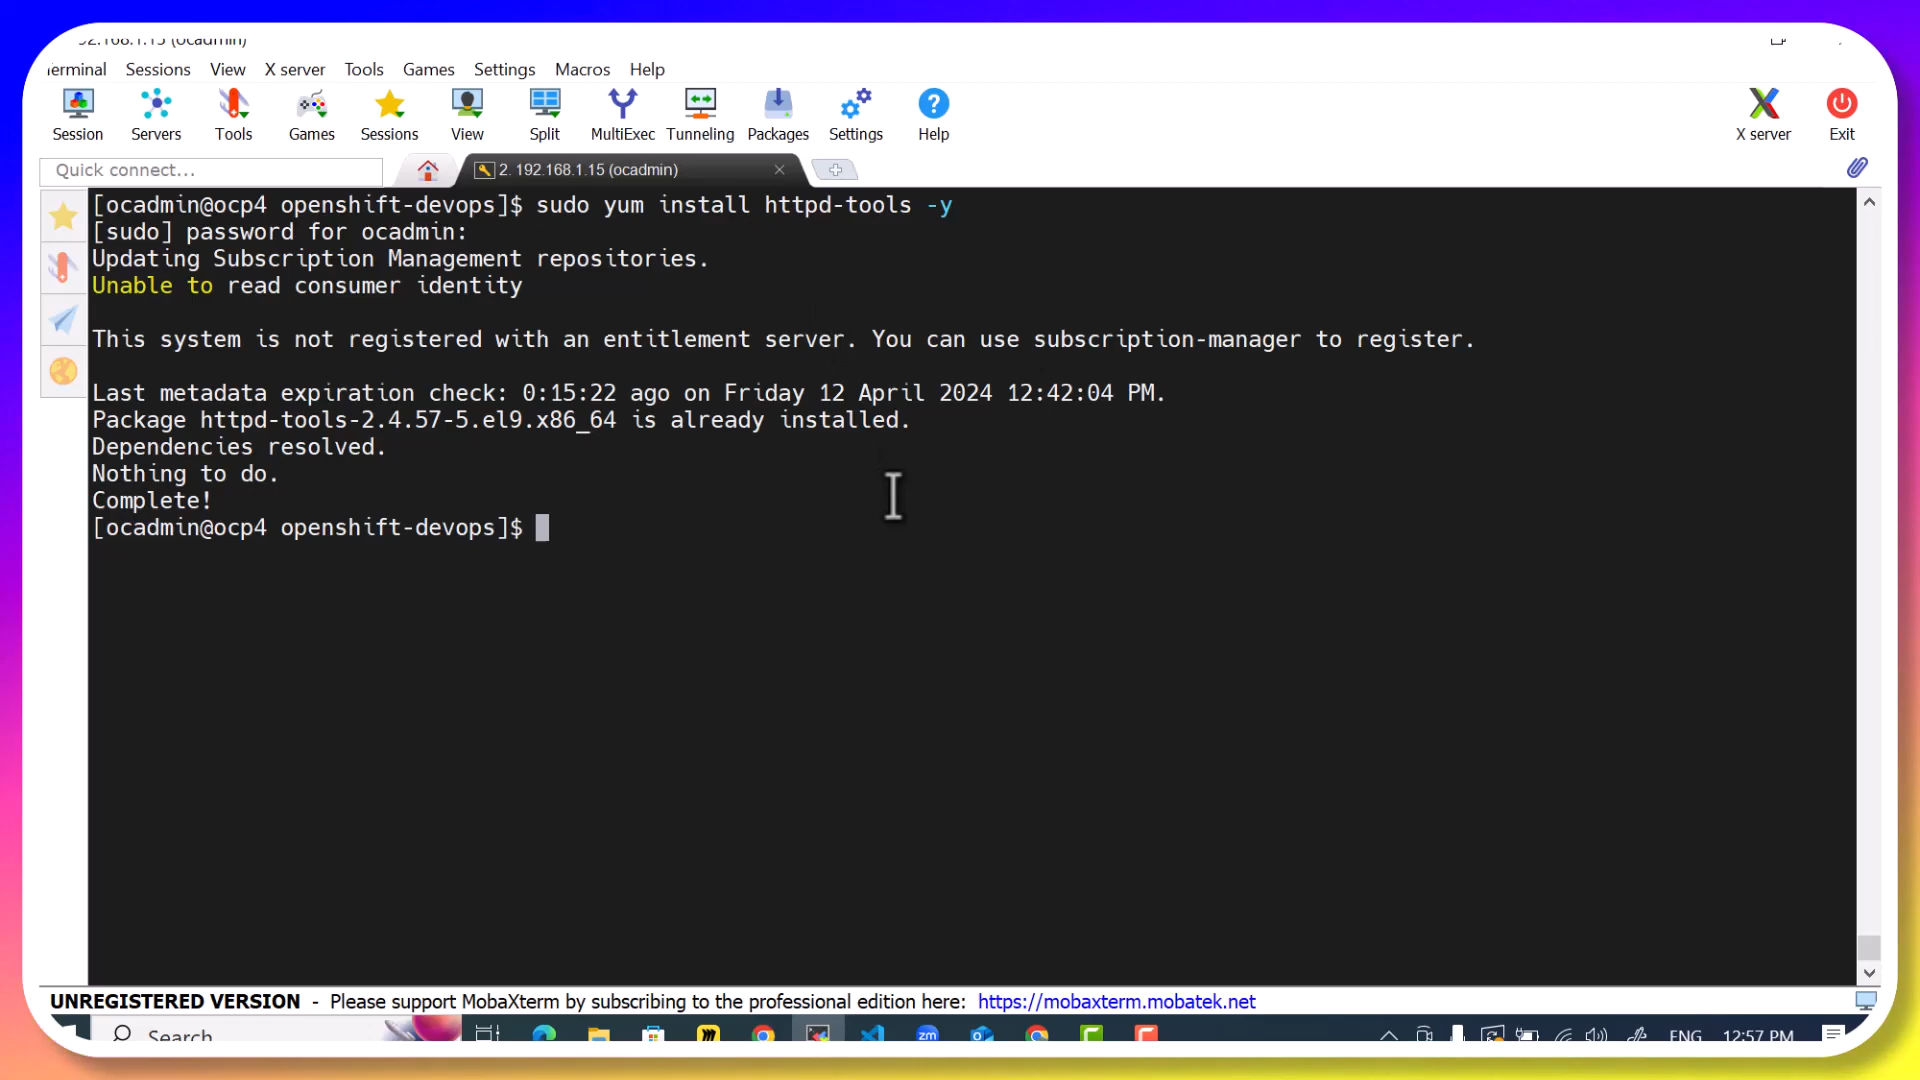 92.168.1.15 (ocadmin)
Terminal Sessions View X server Tools Games Settings Macros Help
Session Servers Tools Games Sessions View Split MultiExec Tunneling Packages Settings Help X server Exit
Quick connect...
2. 192.168.1.15 (ocadmin)
[ocadmin@ocp4 openshift-devops]$ sudo yum install httpd-tools -y
[sudo] password for ocadmin:
Updating Subscription Management repositories.
Unable to read consumer identity
This system is not registered with an entitlement server. You can use subscription-manager to register.
Last metadata expiration check: 0:15:22 ago on Friday 12 April 2024 12:42:04 PM.
Package httpd-tools-2.4.57-5.el9.x86_64 is already installed.
Dependencies resolved.
Nothing to do.
Complete!
[ocadmin@ocp4 openshift-devops]$
UNREGISTERED VERSION - Please support MobaXterm by subscribing to the professional edition here: https://mobaxterm.mobatek.net
Search
zm
ENG 12:57 PM